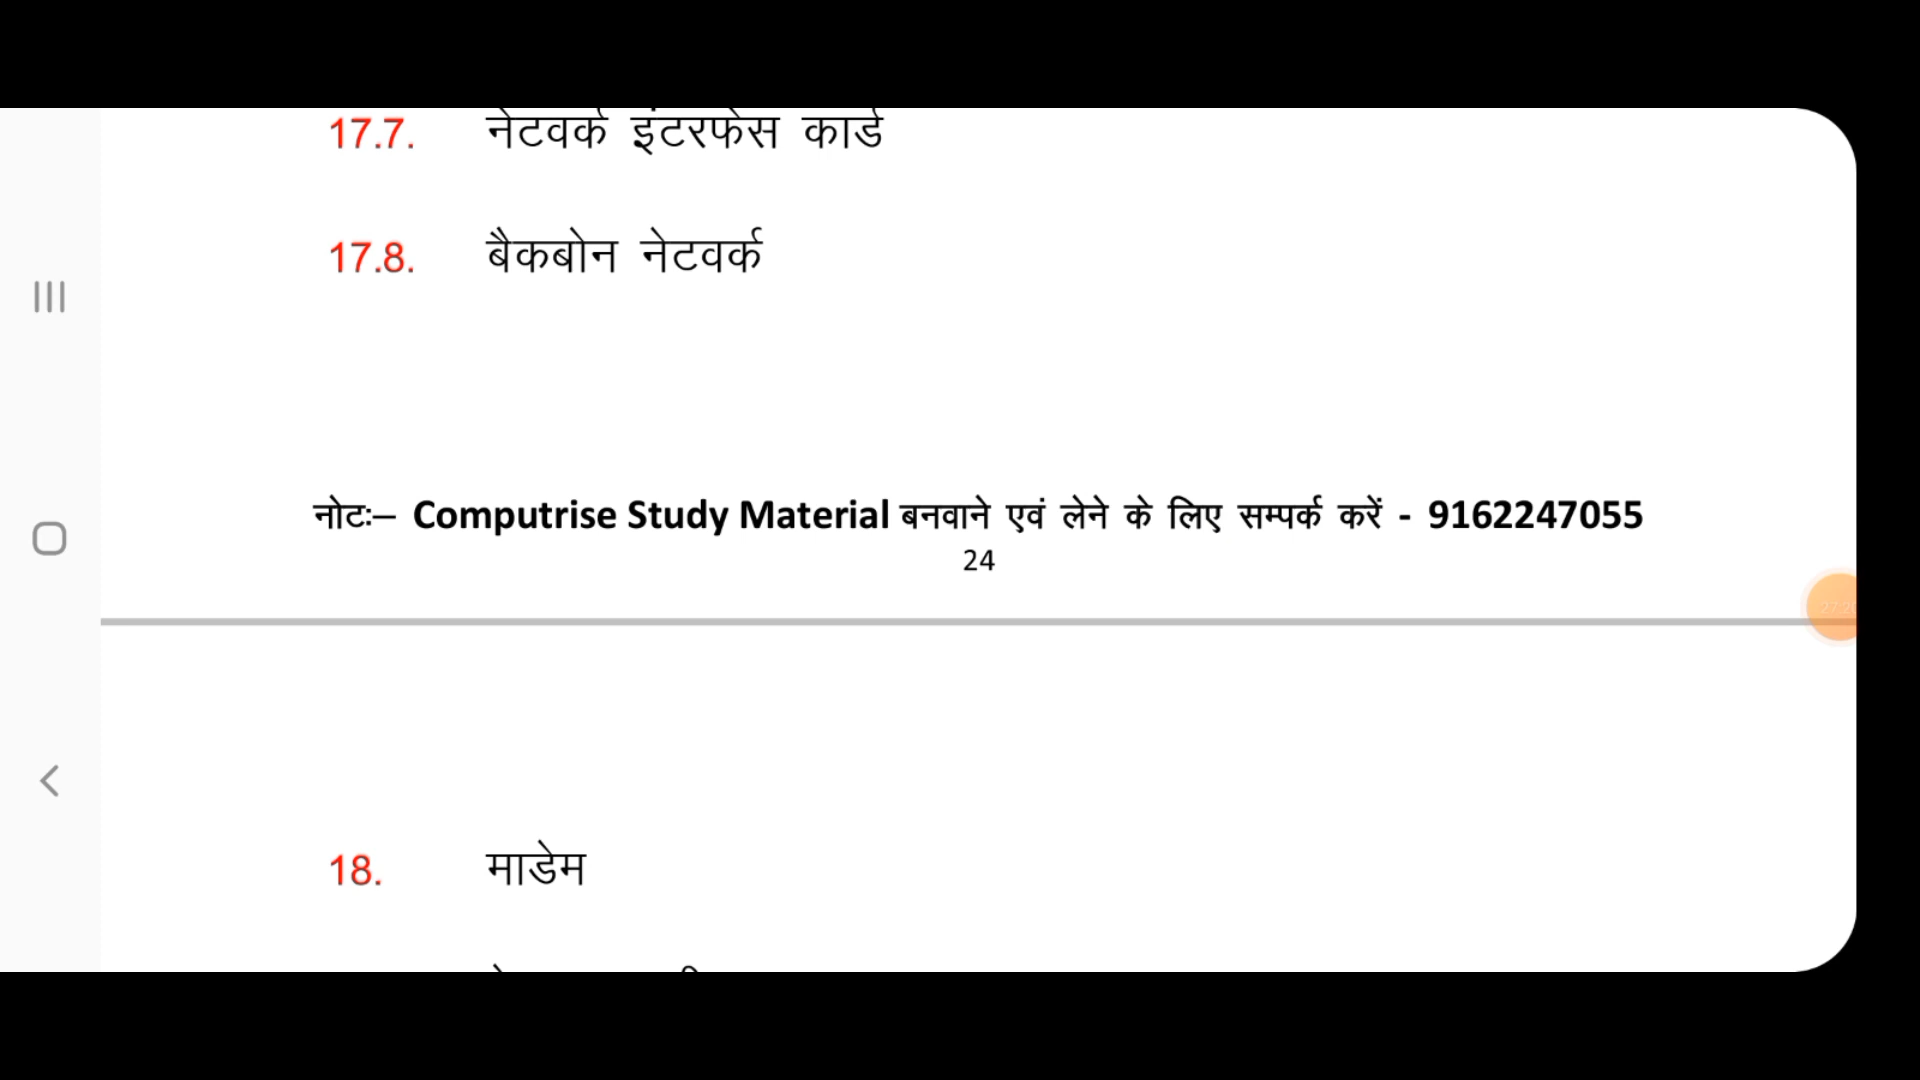 17.7. नेटवर्क इंटरफेस कार्ड
17.8. बैकबोन नेटवर्क
नोटः– Computrise Study Material बनवाने एवं लेने के लिए सम्पर्क करें - 9162247055
24
18. माडेम